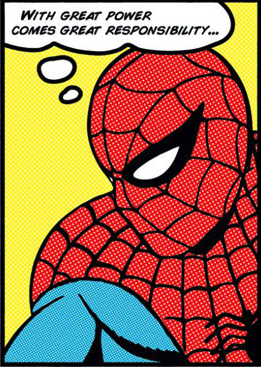 WITH GREAT POWER
COMES GREAT RESPONSIBILITY...